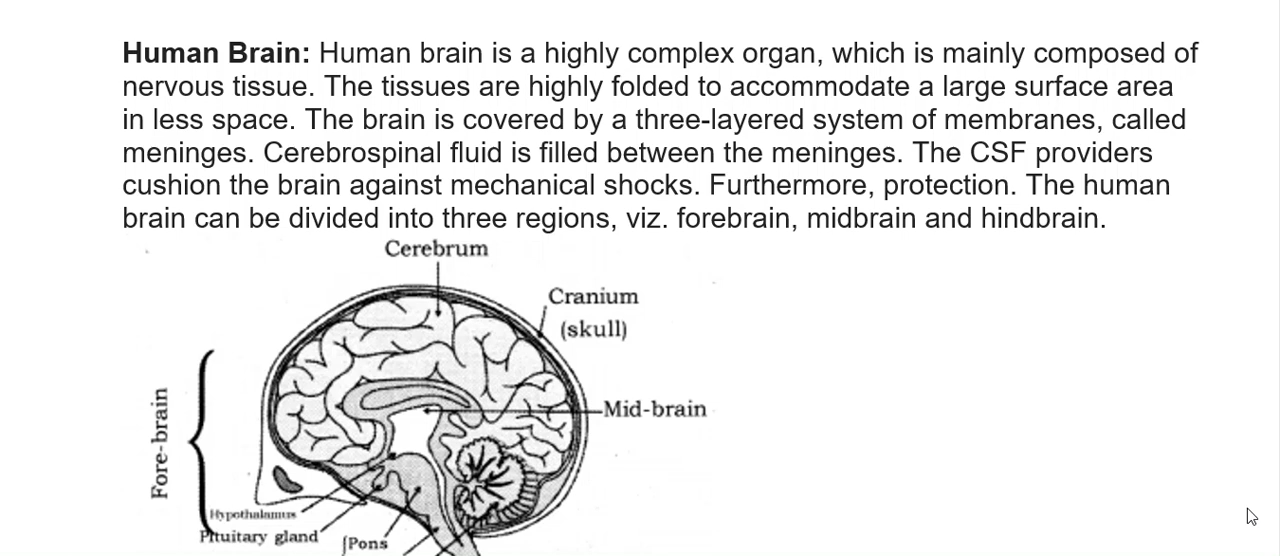 Human Brain: Human brain is a highly complex organ, which is mainly composed of
nervous tissue. The tissues are highly folded to accommodate a large surface area
in less space. The brain is covered by a three-layered system of membranes, called
meninges. Cerebrospinal fluid is filled between the meninges. The CSF providers
cushion the brain against mechanical shocks. Furthermore, protection. The human
brain can be divided into three regions, viz. forebrain, midbrain and hindbrain.
Cerebrum
Cranium
(skull)
Mid-brain
Fore-brain
Hypothalamus
Pituitary gland
Pons